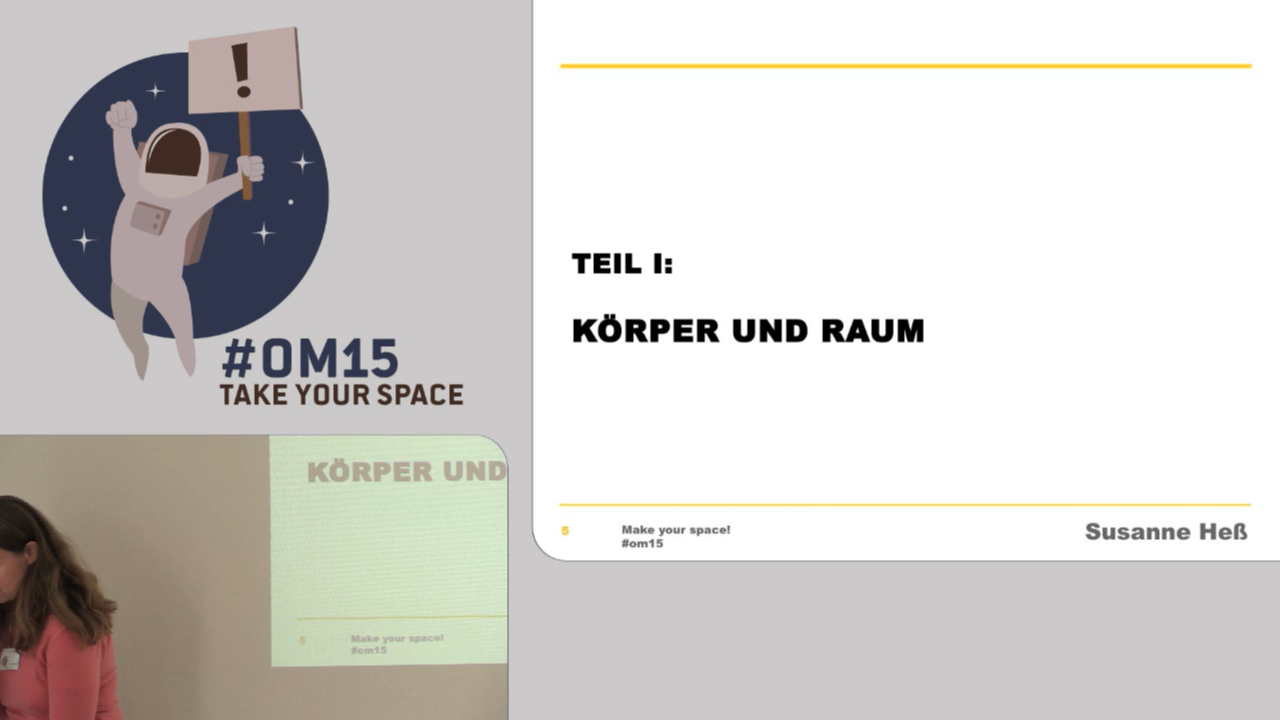 !
#OM15
TAKE YOUR SPACE
TEIL I:
KÖRPER UND RAUM
5
Make your space!
#om15
Susanne Heß
KÖRPER UND
5
Make your space!
#om15